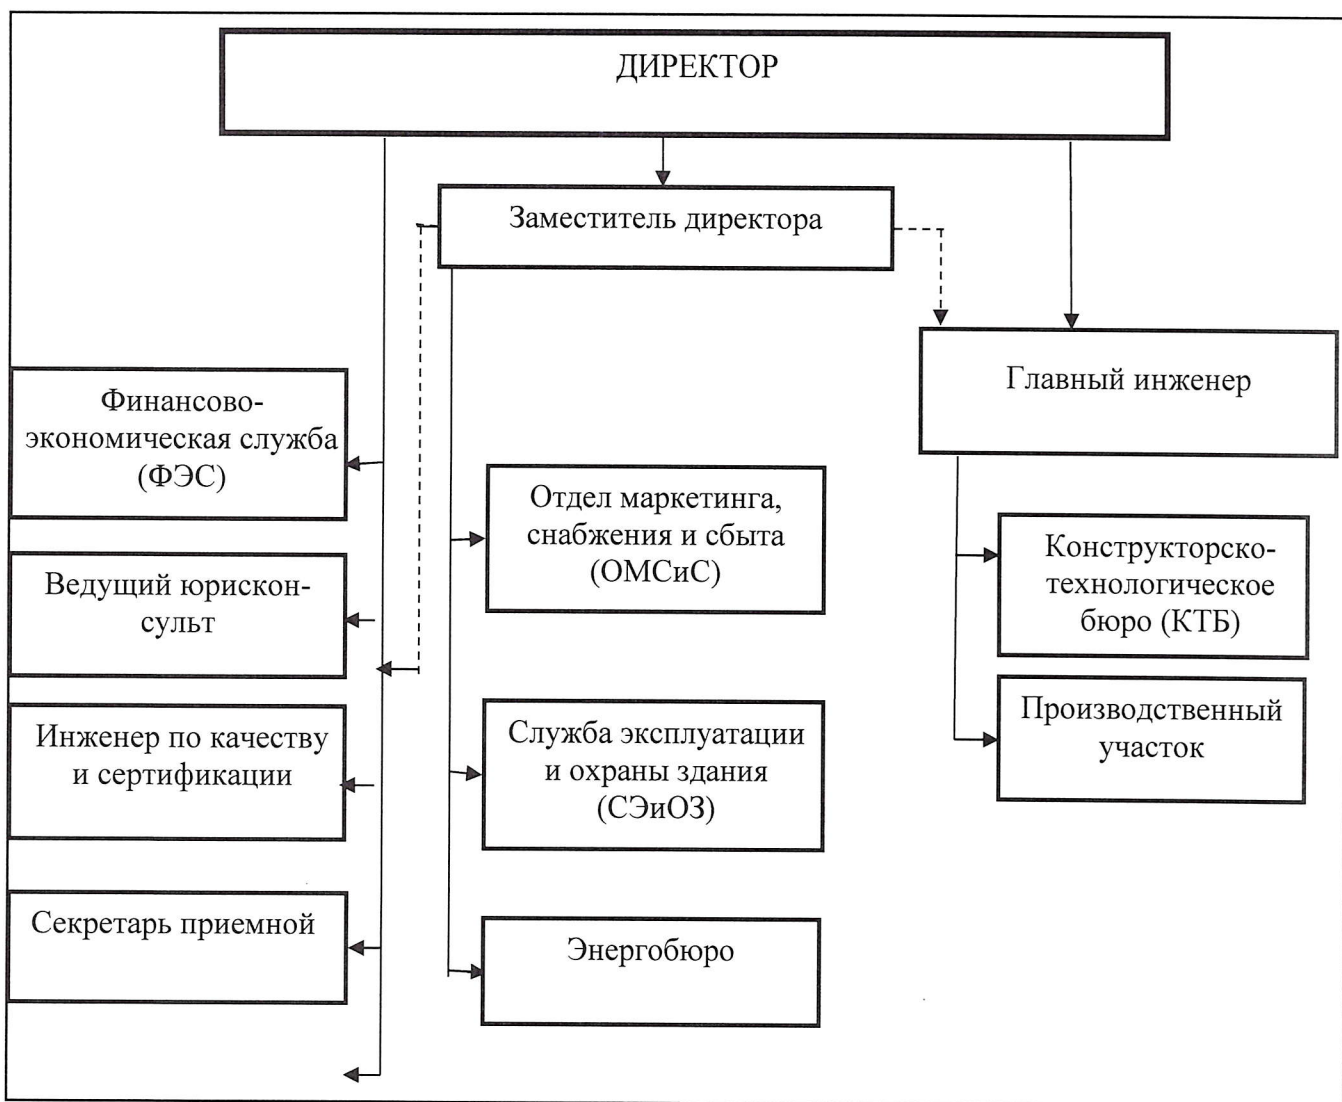 ДИРЕКТОР
Заместитель директора
Главный инженер
Финансово-
экономическая служба
(ФЭС)
Ведущий юрискон-
сульт
Инженер по качеству
и сертификации
Секретарь приемной
Отдел маркетинга,
снабжения и сбыта
(ОМСиС)
Служба эксплуатации
и охраны здания
(СЭиОЗ)
Энергобюро
Конструкторско-
технологическое
бюро (КТБ)
Производственный
участок